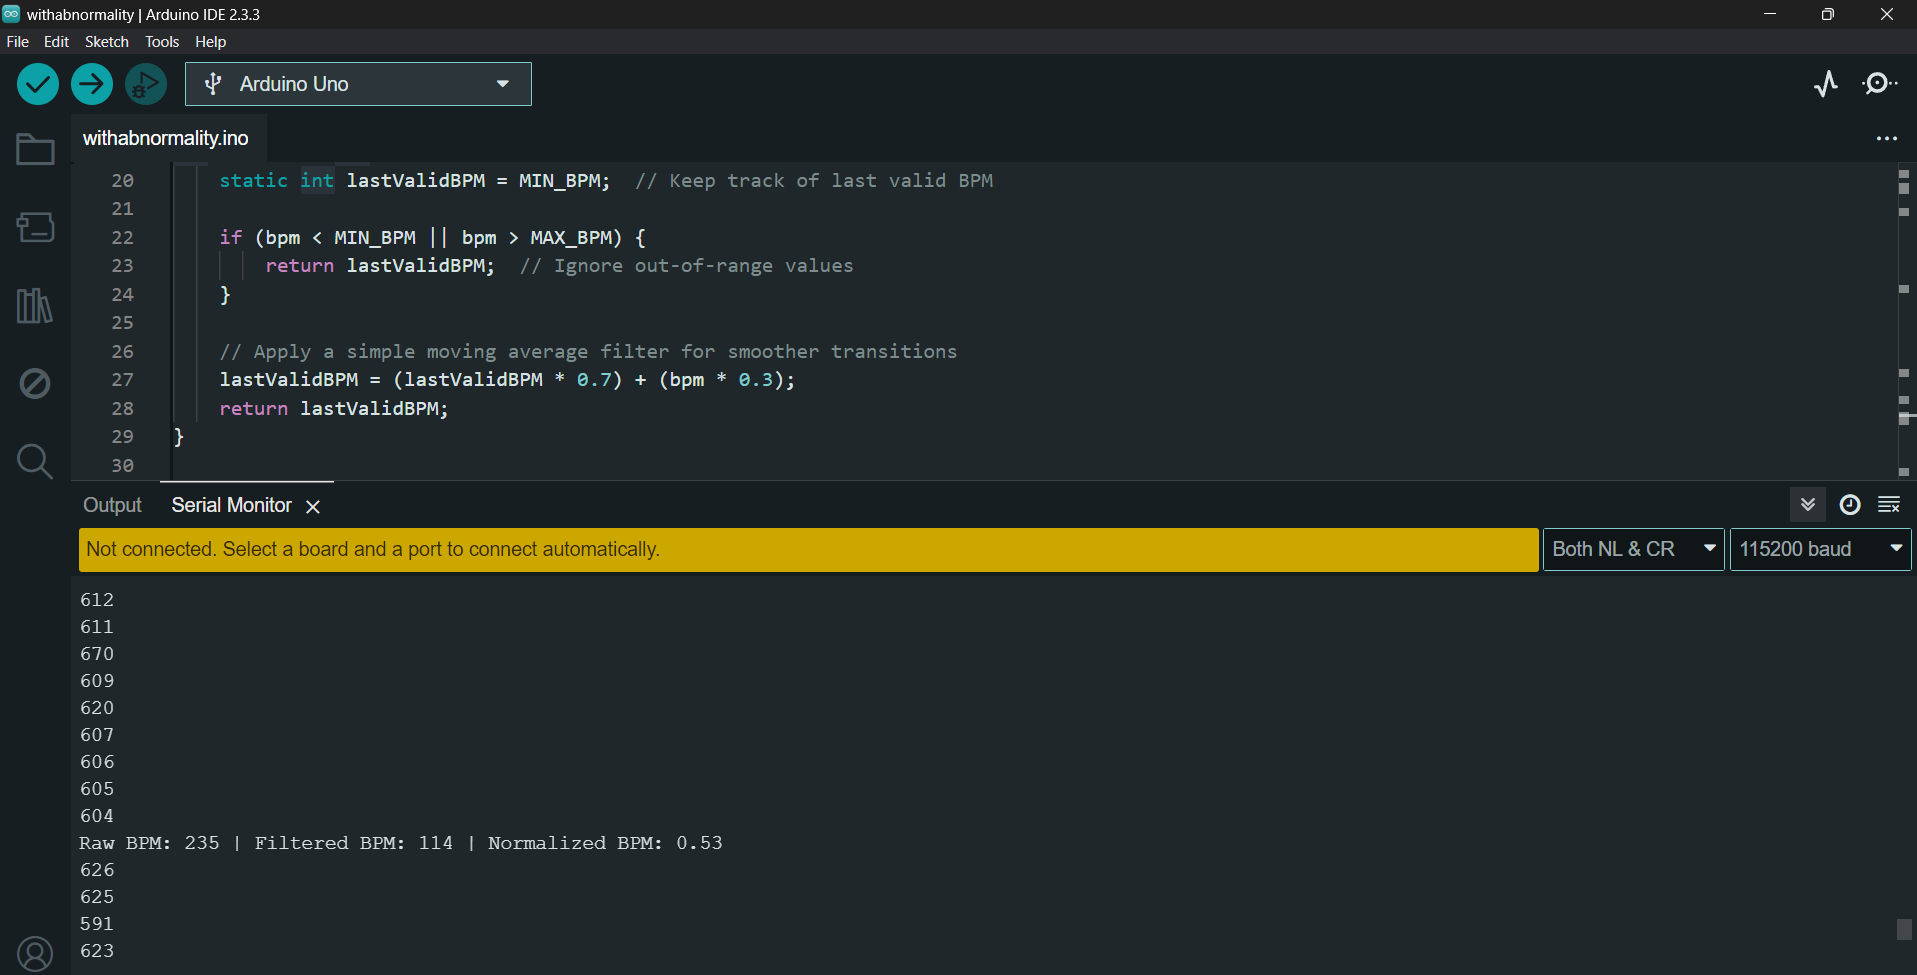 withabnormality | Arduino IDE 2.3.3
File Edit Sketch Tools Help
Arduino Uno
withabnormality.ino
20 static int lastValidBPM = MIN_BPM; // Keep track of last valid BPM
21
22 if (bpm < MIN_BPM || bpm > MAX_BPM) {
23 return lastValidBPM; // Ignore out-of-range values
24 }
25
26 // Apply a simple moving average filter for smoother transitions
27 lastValidBPM = (lastValidBPM * 0.7) + (bpm * 0.3);
28 return lastValidBPM;
29 }
30
Output Serial Monitor
Not connected. Select a board and a port to connect automatically. Both NL & CR 115200 baud
612
611
670
609
620
607
606
605
604
Raw BPM: 235 | Filtered BPM: 114 | Normalized BPM: 0.53
626
625
591
623